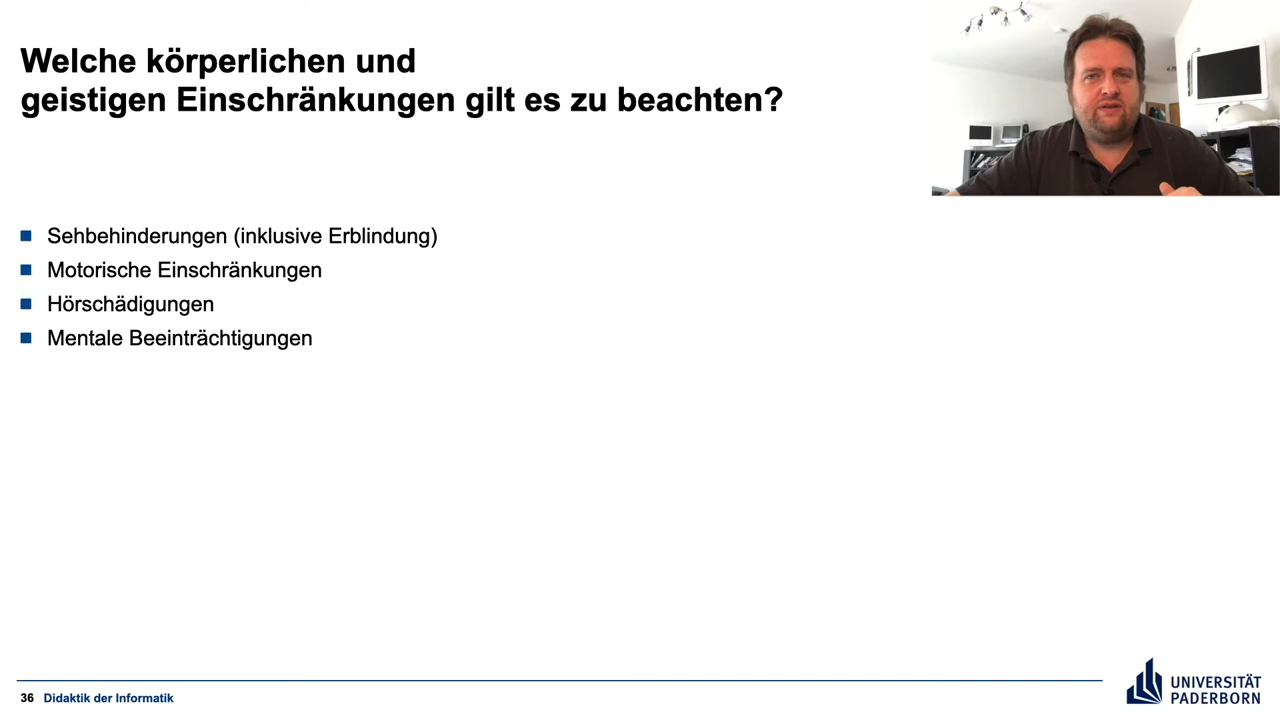 Welche körperlichen und
geistigen Einschränkungen gilt es zu beachten?
Sehbehinderungen (inklusive Erblindung)
Motorische Einschränkungen
Hörschädigungen
Mentale Beeinträchtigungen
36 Didaktik der Informatik
UNIVERSITÄT
PADERBORN